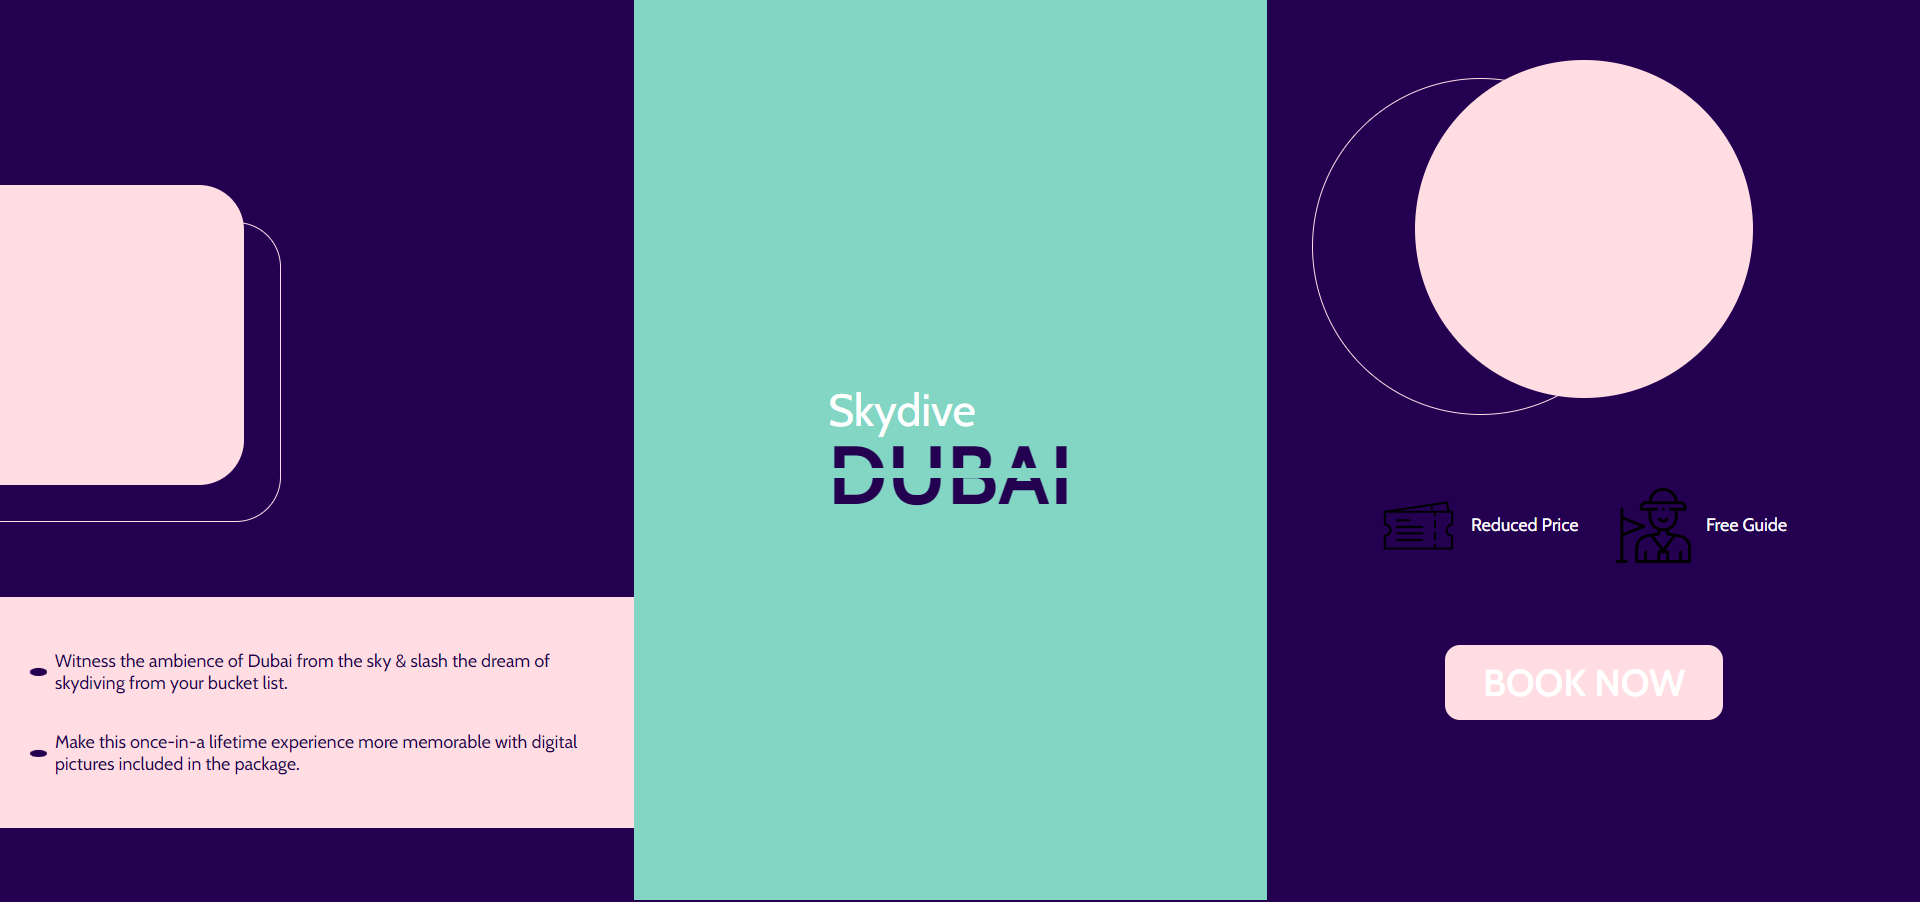 Witness the ambience of Dubai from the sky & slash the dream of
skydiving from your bucket list.
Make this once-in-a lifetime experience more memorable with digital
pictures included in the package.
Skydive
DUBAI
Reduced Price
Free Guide
BOOK NOW